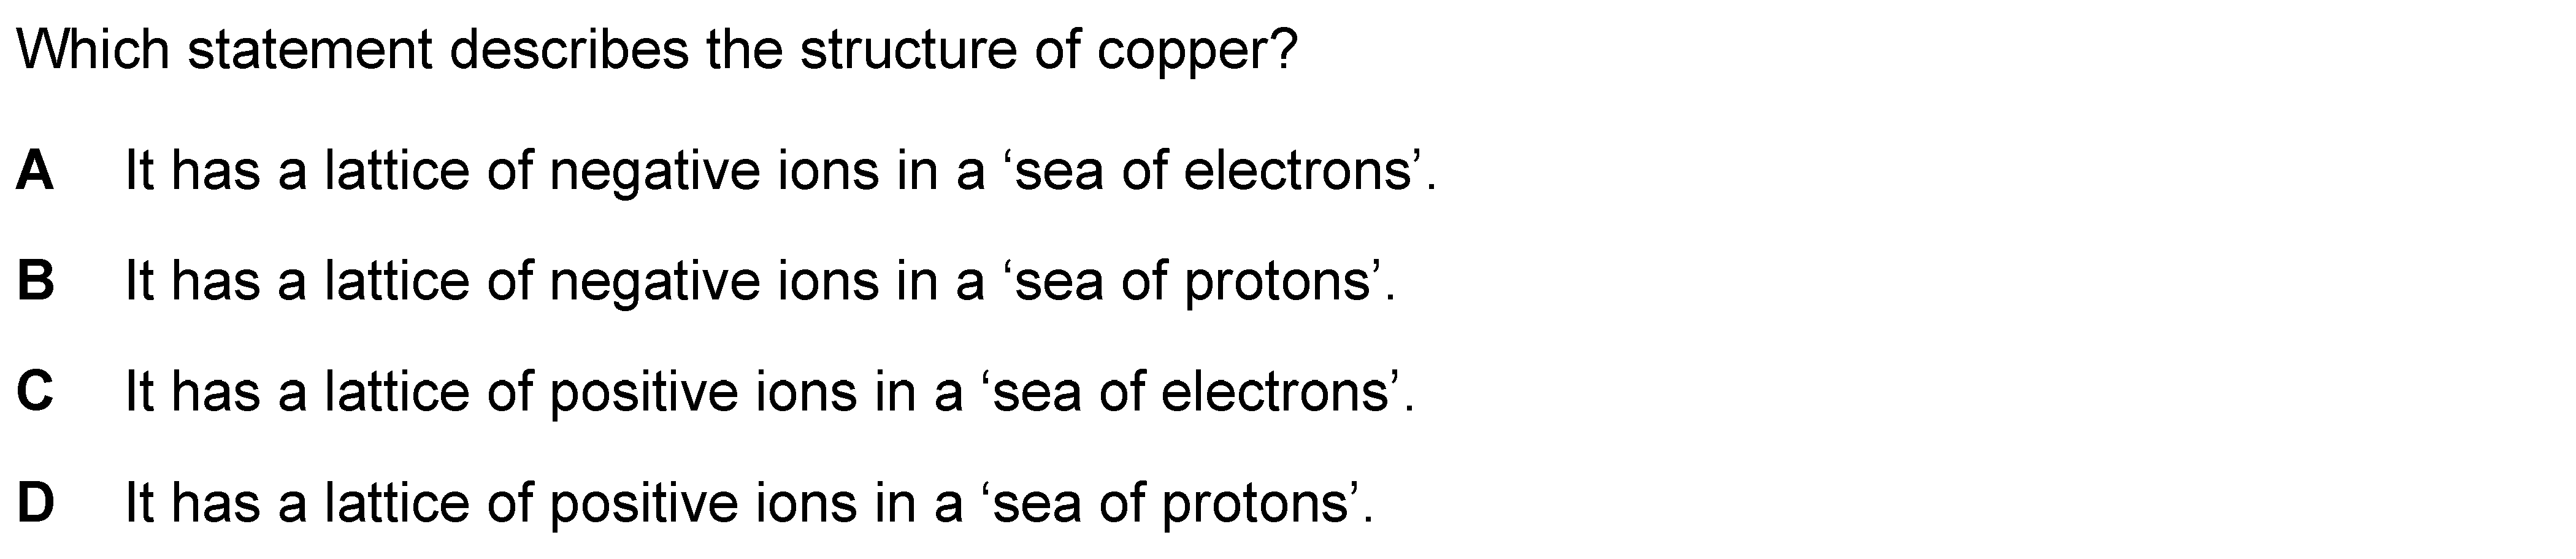 Which statement describes the structure of copper?
A It has a lattice of negative ions in a ‘sea of electrons’.
B It has a lattice of negative ions in a ‘sea of protons’.
C It has a lattice of positive ions in a ‘sea of electrons’.
D It has a lattice of positive ions in a ‘sea of protons’.